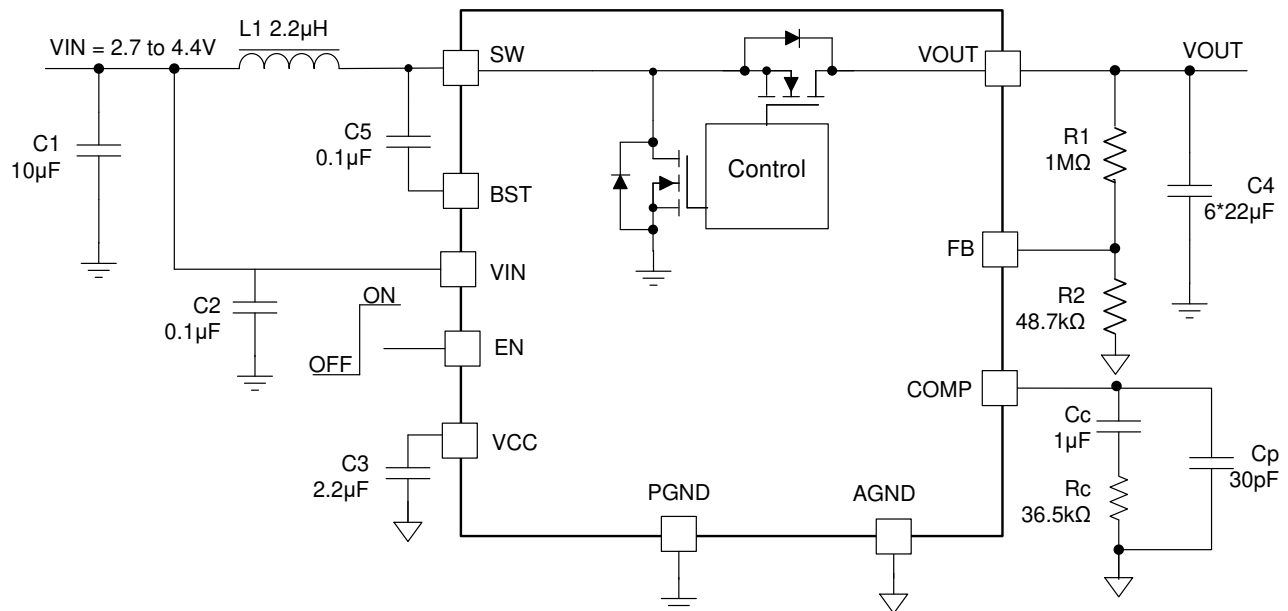 VIN = 2.7 to 4.4V
L1 2.2µH
SW
VOUT
VOUT
C1
10µF
C5
0.1µF
R1
1MΩ
Control
C4
6*22µF
BST
FB
VIN
C2
0.1µF
ON
OFF
R2
48.7kΩ
EN
COMP
Cc
1µF
VCC
C3
2.2µF
Cp
30pF
PGND
AGND
Rc
36.5kΩ